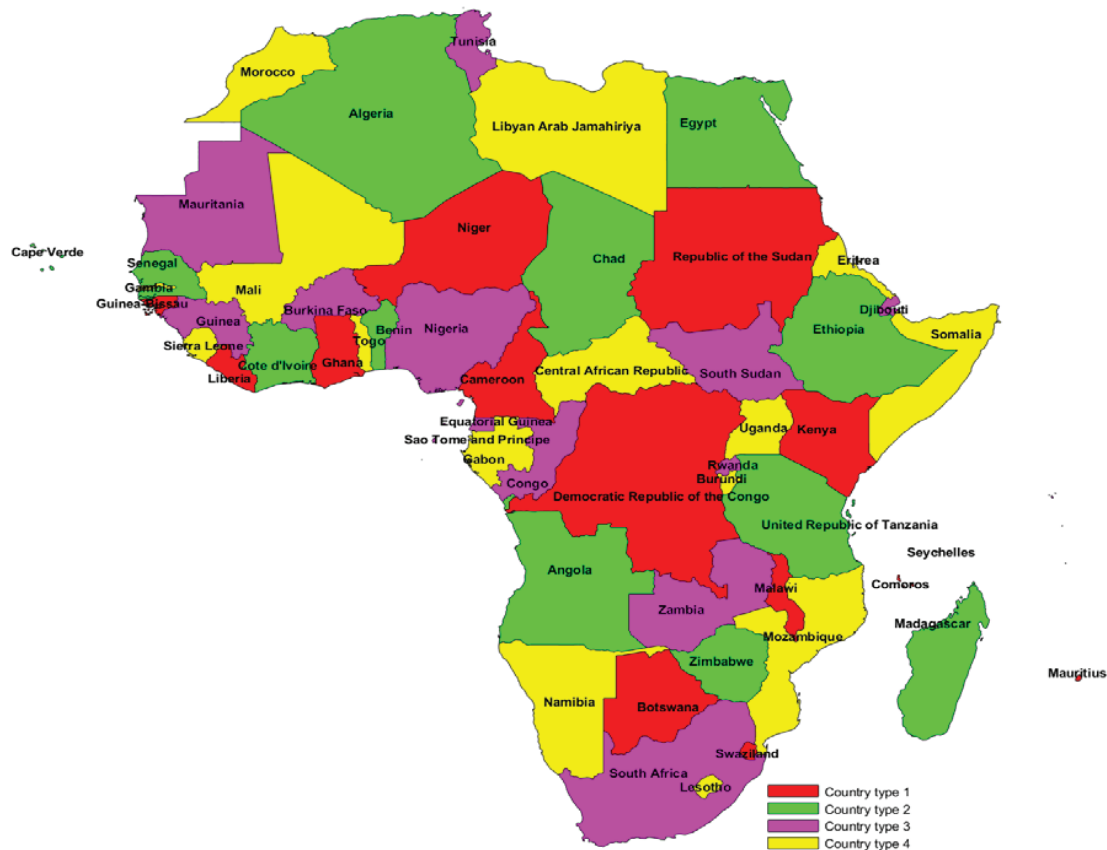 Tunisia
Morocco
Algeria
Libyan Arab Jamahiriya
Egypt
Mauritania
Niger
Cape Verde
Senegal
Chad
Republic of the Sudan
Eritrea
Gambia
Mali
Guinea-Bissau
Burkina Faso
Djibouti
Guinea
Benin
Nigeria
Ethiopia
Somalia
Sierra Leone
Togo
Cote d'Ivoire
Ghana
Liberia
Cameroon
Central African Republic
South Sudan
Equatorial Guinea
Uganda
Kenya
Sao Tome and Principe
Gabon
Rwanda
Congo
Burundi
Democratic Republic of the Congo
United Republic of Tanzania
Seychelles
Angola
Malawi
Comoros
Zambia
Madagascar
Mozambique
Zimbabwe
Mauritius
Namibia
Botswana
Swaziland
South Africa
Lesotho
Country type 1
Country type 2
Country type 3
Country type 4